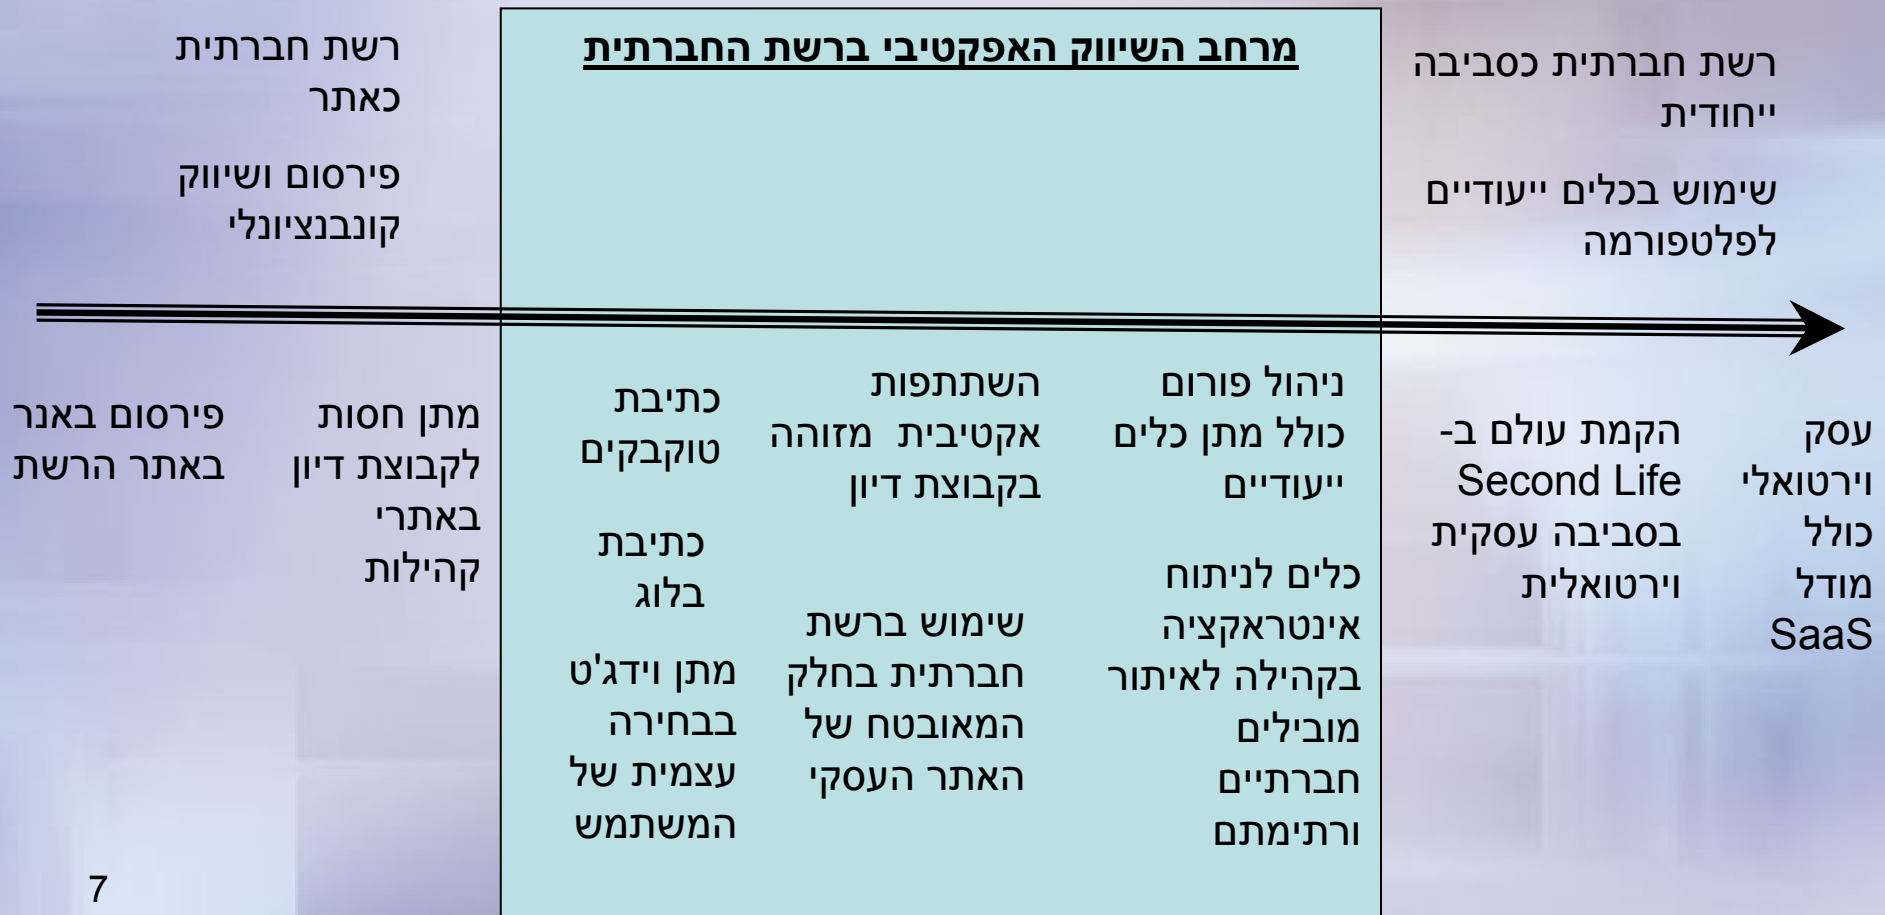 מרחב השיווק האפקטיבי ברשת החברתית
רשת חברתית כסביבה
ייחודית
שימוש בכלים ייעודיים
לפלטפורמה
רשת חברתית
כאתר
פירסום ושיווק
קונבנציונלי
עסק
וירטואלי
כולל
מודל
SaaS
הקמת עולם ב-
Second Life
בסביבה עסקית
וירטואלית
ניהול פורום
כולל מתן כלים
ייעודיים
כלים לניתוח
אינטראקציה
בקהילה לאיתור
מובילים
חברתיים
ורתימתם
השתתפות
אקטיבית מזוהה
בקבוצת דיון
שימוש ברשת
חברתית בחלק
המאובטח של
האתר העסקי
כתיבת
טוקבקים
כתיבת
בלוג
מתן וידג'ט
בבחירה
עצמית של
המשתמש
מתן חסות
לקבוצת דיון
באתרי
קהילות
פירסום באנר
באתר הרשת
7